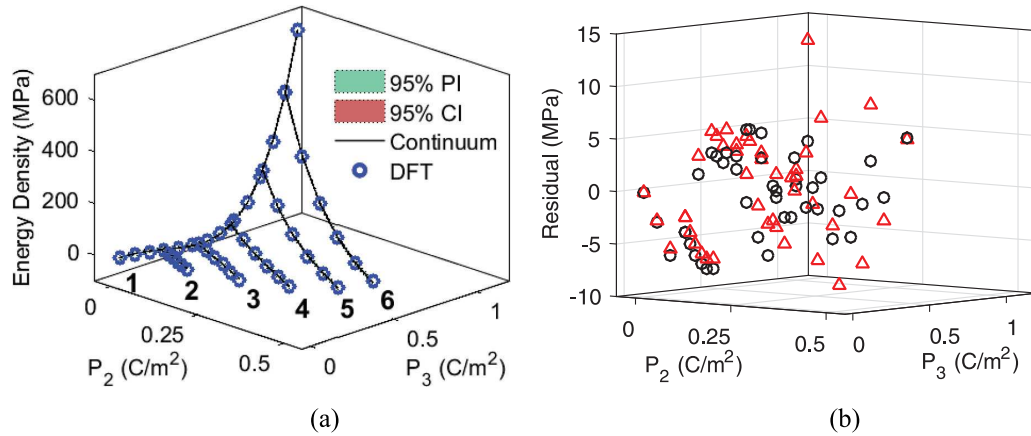 Energy Density (MPa)
600
400
200
0
95% PI
95% CI
Continuum
DFT
1
2
3
4
5
6
0
0.25
0.5
P2 (C/m2)
0
0.5
1
P3 (C/m2)
(a)
Residual (MPa)
15
10
5
0
-5
-10
0
0.25
0.5
P2 (C/m2)
0
0.5
1
P3 (C/m2)
(b)